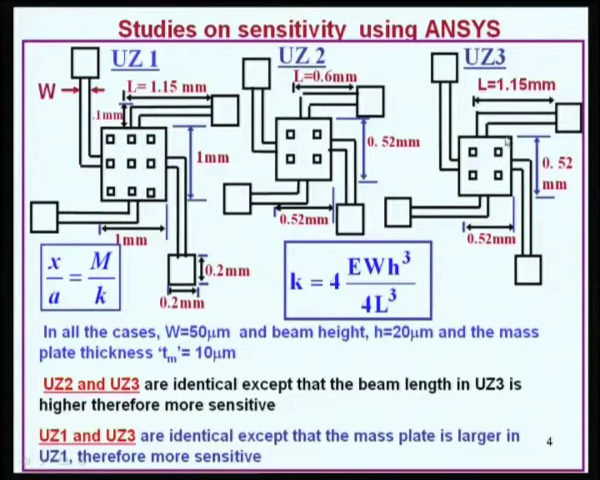 Studies on sensitivity using ANSYS
UZ 1
UZ 2
UZ3
W
L= 1.15 mm
L=0.6mm
L=1.15mm
.1mm
1mm
0. 52mm
0. 52
mm
1mm
0.52mm
0.52mm
0.2mm
0.2mm
x/a = M/k
k = 4 EWh³/4L³
In all the cases, W=50μm and beam height, h=20μm and the mass
plate thickness ‘tₘ’= 10μm
UZ2 and UZ3 are identical except that the beam length in UZ3 is
higher therefore more sensitive
UZ1 and UZ3 are identical except that the mass plate is larger in
UZ1, therefore more sensitive
4